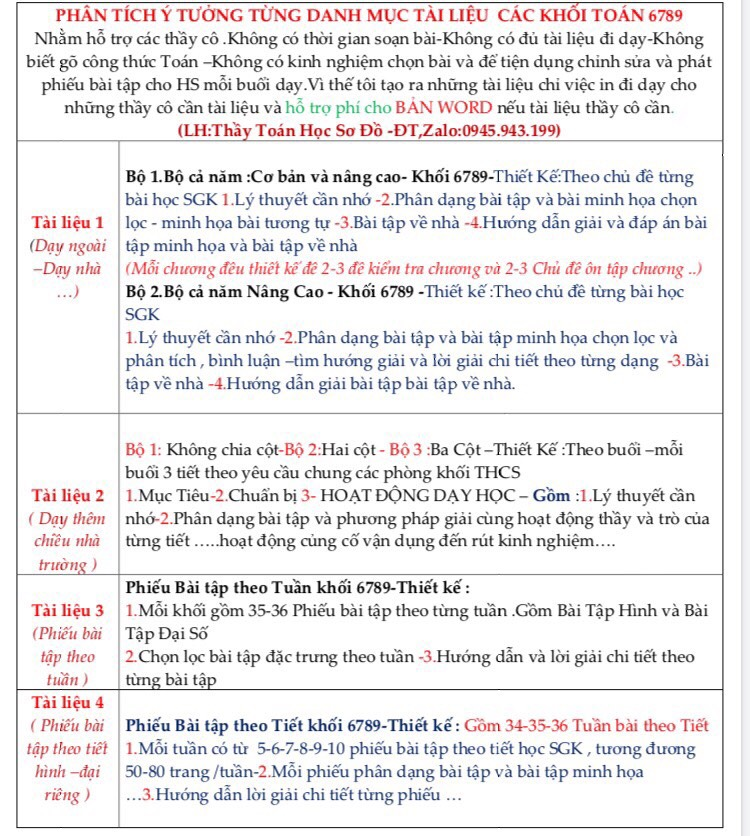 PHÂN TÍCH Ý TƯỞNG TỪNG DANH MỤC TÀI LIỆU CÁC KHỐI TOÁN 6789
Nhằm hỗ trợ các thầy cô .Không có thời gian soạn bài-Không có đủ tài liệu đi dạy-Không
biết gõ công thức Toán –Không có kinh nghiệm chọn bài và để tiện dụng chỉnh sửa và phát
phiếu bài tập cho HS mỗi buổi dạy.Vì thế tôi tạo ra những tài liệu chỉ việc in đi dạy cho
những thầy cô cần tài liệu và hỗ trợ phí cho BẢN WORD nếu tài liệu thầy cô cần.
(LH:Thầy Toán Học Sơ Đồ -ĐT,Zalo:0945.943.199)
Tài liệu 1
(Dạy ngoài
–Dạy nhà
…)
Bộ 1.Bộ cả năm :Cơ bản và nâng cao- Khối 6789-Thiết Kế:Theo chủ đề từng
bài học SGK 1.Lý thuyết cần nhớ -2.Phân dạng bài tập và bài minh họa chọn
lọc - minh họa bài tương tự -3.Bài tập về nhà -4.Hướng dẫn giải và đáp án bài
tập minh họa và bài tập về nhà
(Mỗi chương đều thiết kế đề 2-3 đề kiểm tra chương và 2-3 Chủ đề ôn tập chương ..)
Bộ 2.Bộ cả năm Nâng Cao - Khối 6789 -Thiết kế :Theo chủ đề từng bài học
SGK
1.Lý thuyết cần nhớ -2.Phân dạng bài tập và bài tập minh họa chọn lọc và
phân tích , bình luận –tìm hướng giải và lời giải chi tiết theo từng dạng -3.Bài
tập về nhà -4.Hướng dẫn giải bài tập bài tập về nhà.
Tài liệu 2
( Dạy thêm
chiều nhà
trường )
Bộ 1: Không chia cột-Bộ 2:Hai cột - Bộ 3 :Ba Cột –Thiết Kế :Theo buổi –mỗi
buổi 3 tiết theo yêu cầu chung các phòng khối THCS
1.Mục Tiêu-2.Chuẩn bị 3- HOẠT ĐỘNG DẠY HỌC – Gồm :1.Lý thuyết cần
nhớ-2.Phân dạng bài tập và phương pháp giải cùng hoạt động thầy và trò của
từng tiết …..hoạt động củng cố vận dụng đến rút kinh nghiệm….
Tài liệu 3
(Phiếu bài
tập theo
tuần )
Phiếu Bài tập theo Tuần khối 6789-Thiết kế :
1.Mỗi khối gồm 35-36 Phiếu bài tập theo từng tuần .Gồm Bài Tập Hình và Bài
Tập Đại Số
2.Chọn lọc bài tập đặc trưng theo tuần -3.Hướng dẫn và lời giải chi tiết theo
từng bài tập
Tài liệu 4
( Phiếu bài
tập theo tiết
hình –đại
riêng )
Phiếu Bài tập theo Tiết khối 6789-Thiết kế : Gồm 34-35-36 Tuần bài theo Tiết
1.Mỗi tuần có từ 5-6-7-8-9-10 phiếu bài tập theo tiết học SGK , tương đương
50-80 trang /tuần-2.Mỗi phiếu phân dạng bài tập và bài tập minh họa
…3.Hướng dẫn lời giải chi tiết từng phiếu …